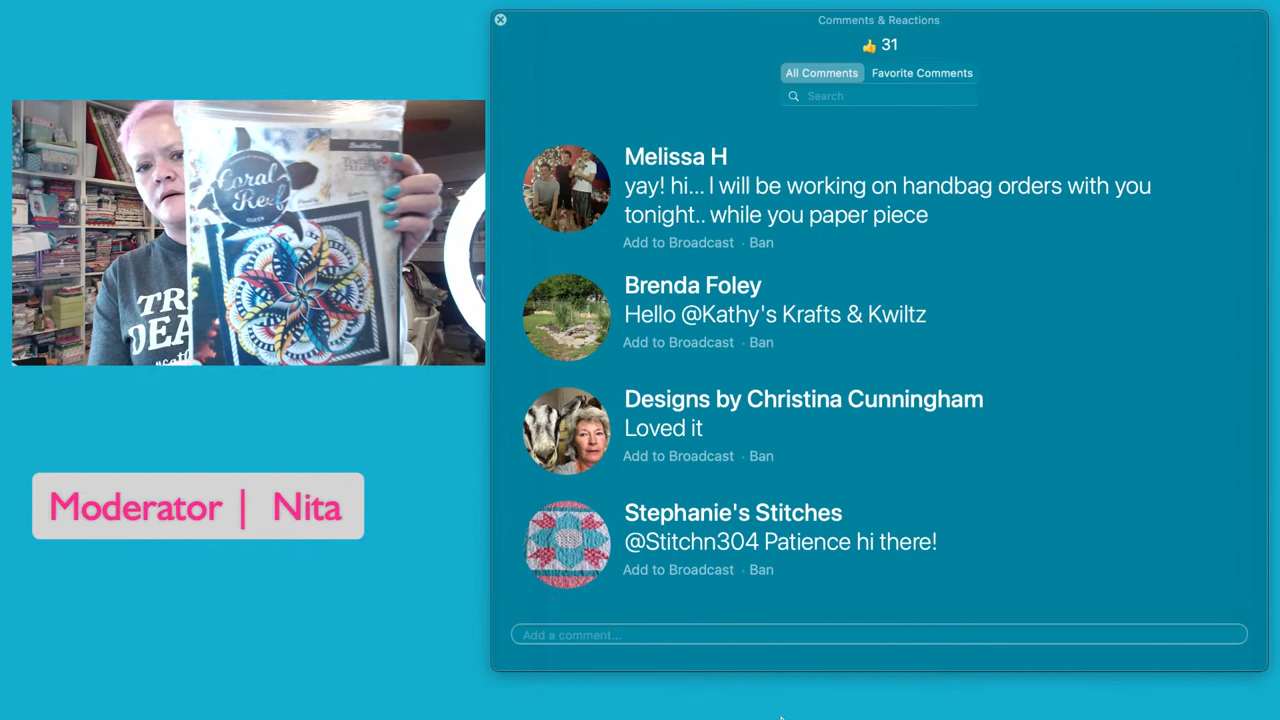 Comments & Reactions
👍 31
All Comments Favorite Comments
Search
Melissa H
yay! hi... I will be working on handbag orders with you
tonight.. while you paper piece
Add to Broadcast · Ban
Brenda Foley
Hello @Kathy's Krafts & Kwiltz
Add to Broadcast · Ban
Designs by Christina Cunningham
Loved it
Add to Broadcast · Ban
Stephanie's Stitches
@Stitchn304 Patience hi there!
Add to Broadcast · Ban
Add a comment...
Coral
Reef
QUEEN
Moderator | Nita